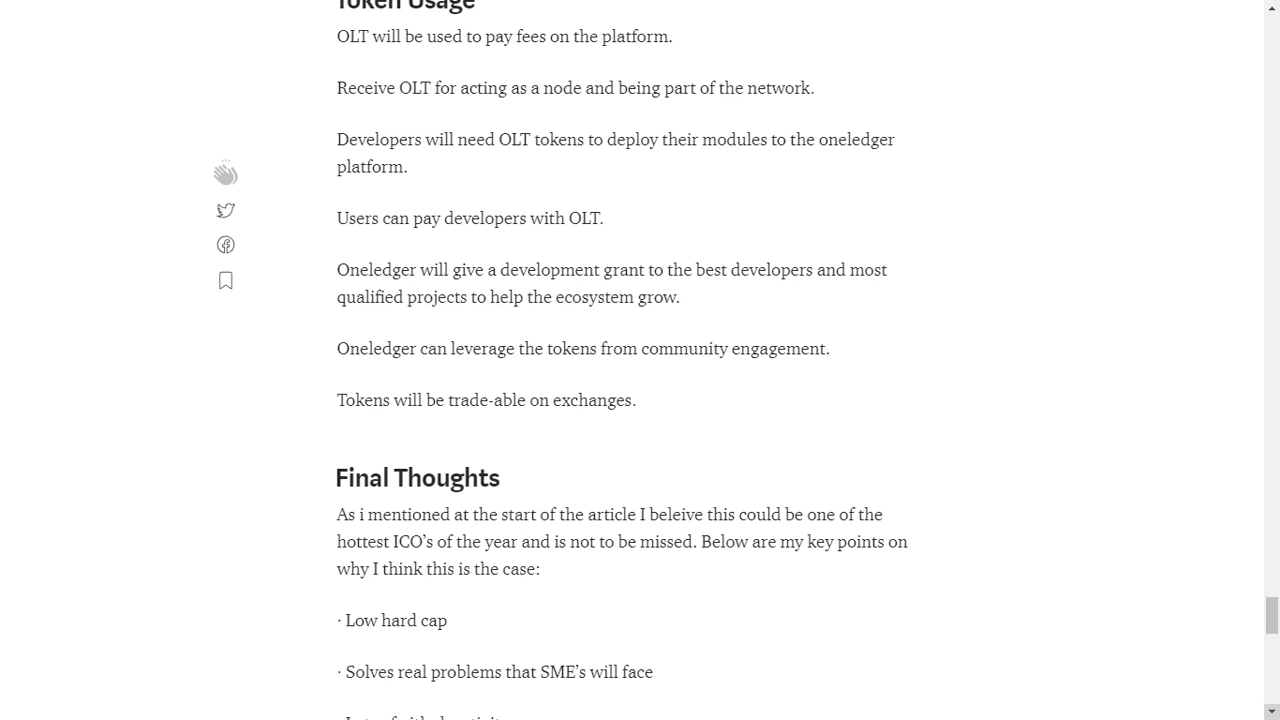 Token Usage
OLT will be used to pay fees on the platform.
Receive OLT for acting as a node and being part of the network.
Developers will need OLT tokens to deploy their modules to the oneledger
platform.
Users can pay developers with OLT.
Oneledger will give a development grant to the best developers and most
qualified projects to help the ecosystem grow.
Oneledger can leverage the tokens from community engagement.
Tokens will be trade-able on exchanges.
Final Thoughts
As i mentioned at the start of the article I beleive this could be one of the
hottest ICO’s of the year and is not to be missed. Below are my key points on
why I think this is the case:
· Low hard cap
· Solves real problems that SME’s will face